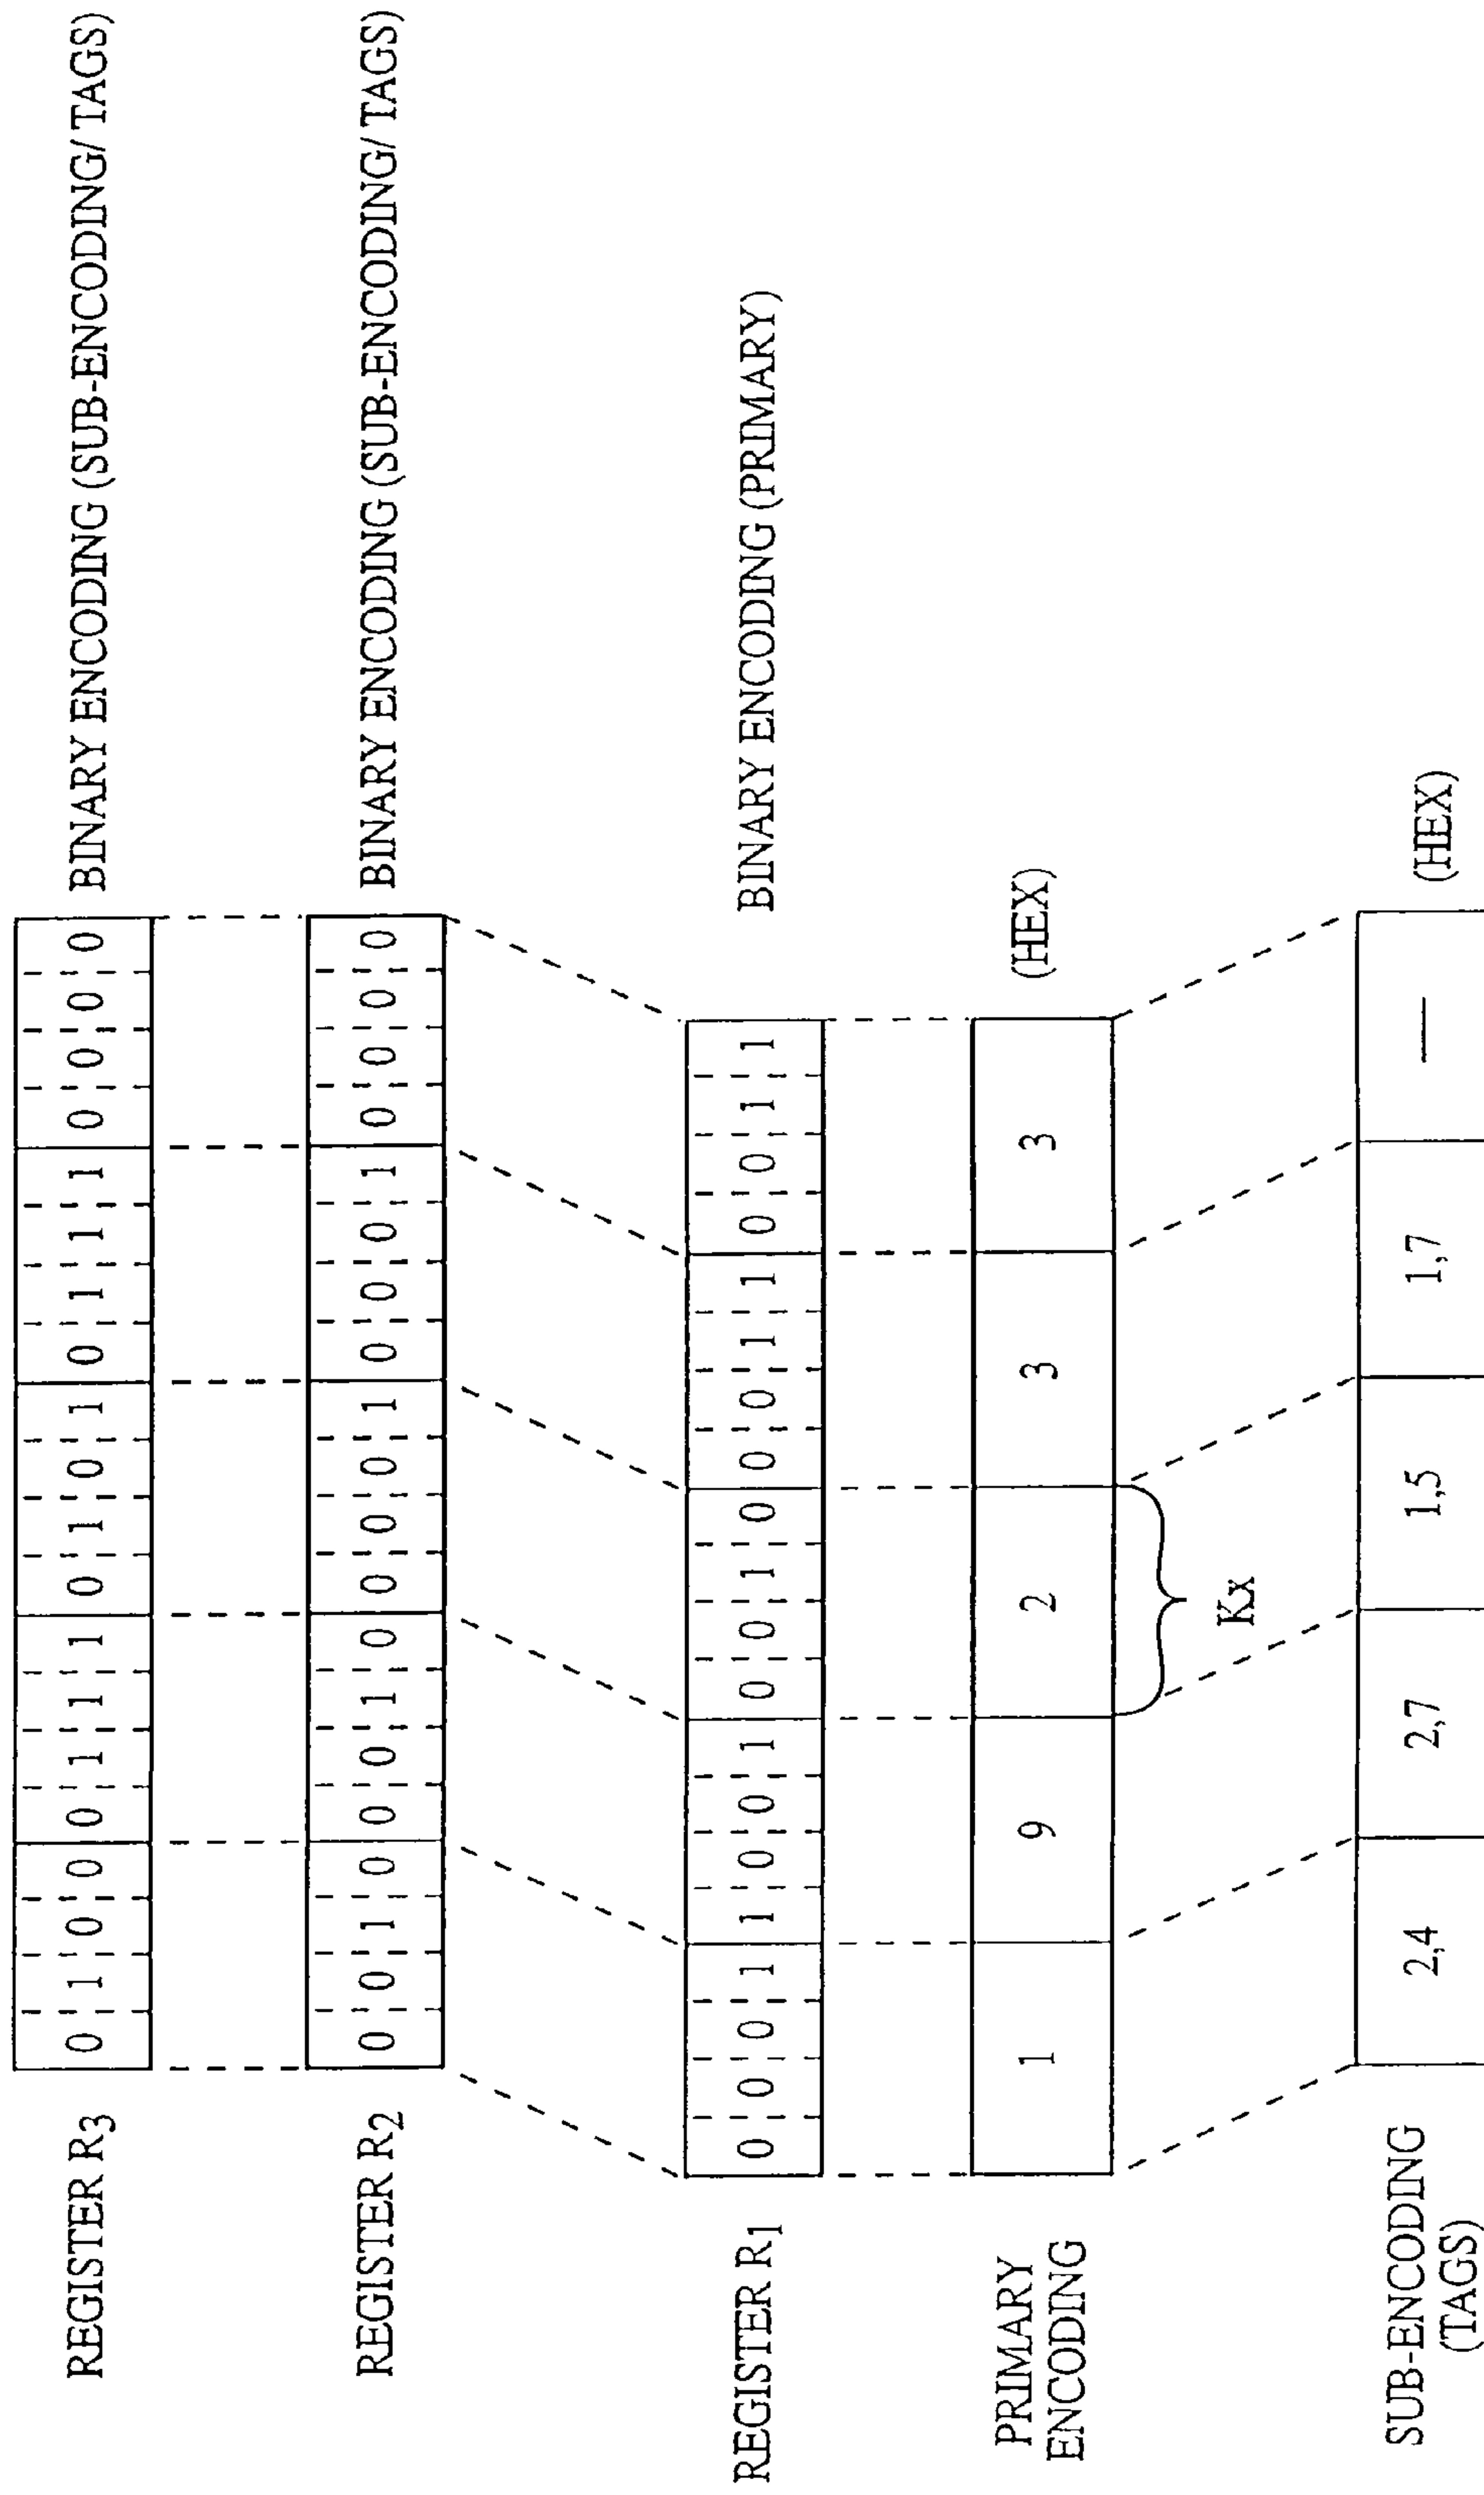 REGISTER R3 0 1 0 0 0 1 1 1 0 1 0 1 0 1 1 1 0 0 0 0 BINARY ENCODING (SUB-ENCODING/ TAGS)
REGISTER R2 0 0 1 0 0 0 1 0 0 0 0 1 0 0 0 1 0 0 0 0 BINARY ENCODING (SUB-ENCODING/ TAGS)
REGISTER R1 0 0 0 1 1 0 0 1 0 0 1 0 0 0 1 1 0 0 1 1 BINARY ENCODING (PRIMARY)
PRIMARY
ENCODING 1 9 2 3 3 (HEX)
Kx
SUB-ENCODING
(TAGS) 2,4 2,7 1,5 1,7 — (HEX)